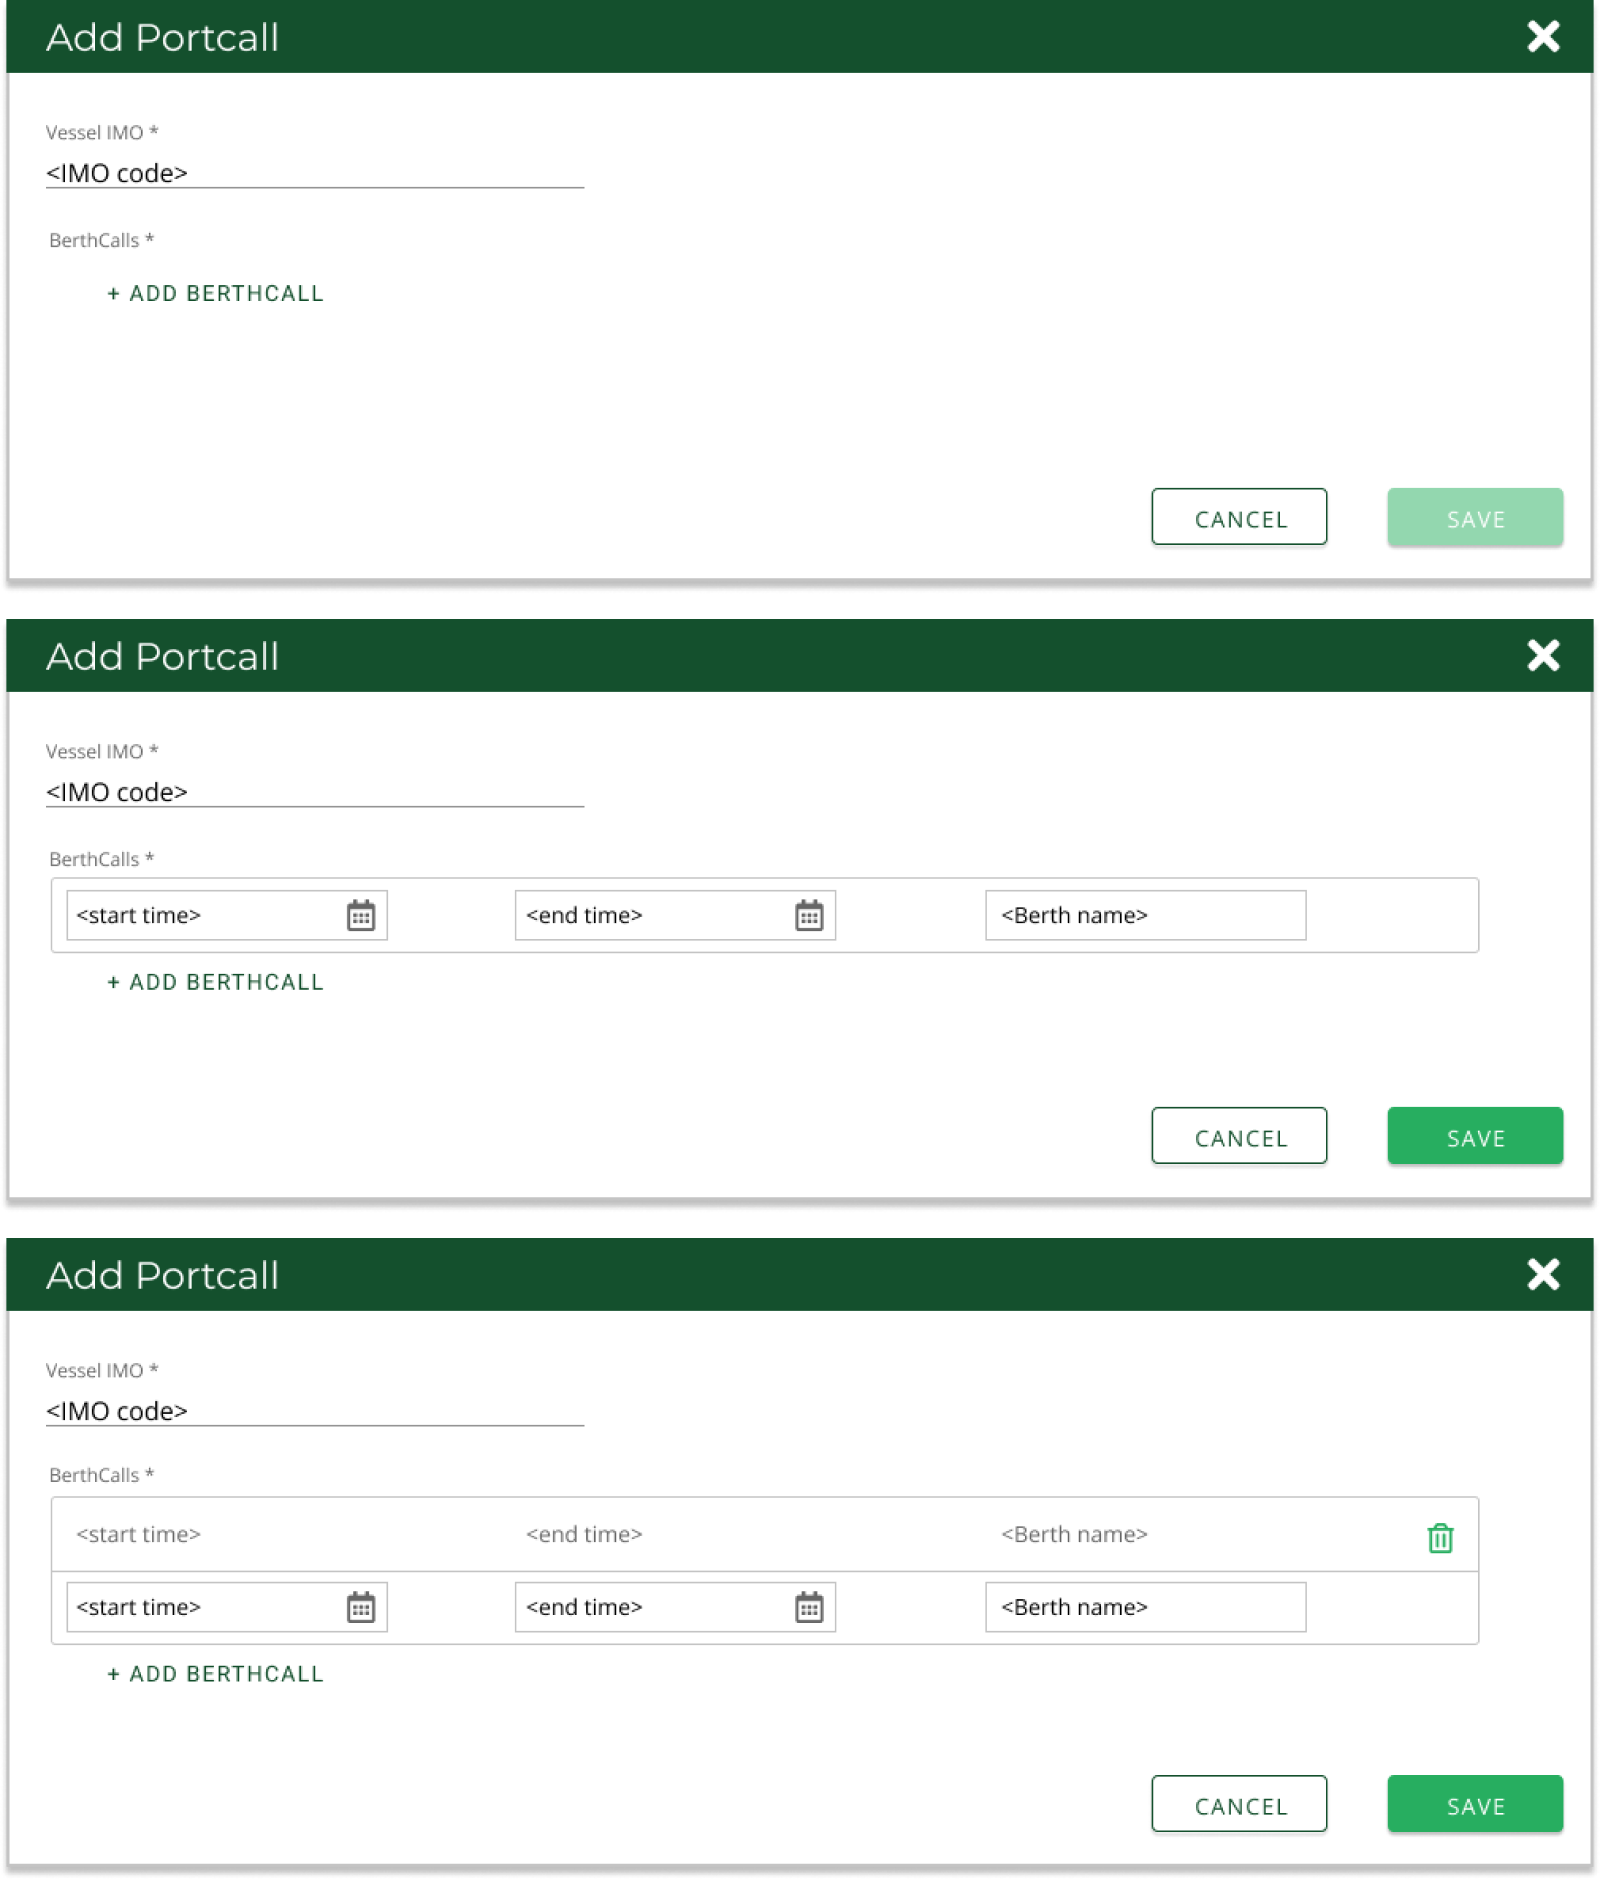 Add Portcall
Vessel IMO *
<IMO code>
BerthCalls *
+ ADD BERTHCALL
CANCEL SAVE
Add Portcall
Vessel IMO *
<IMO code>
BerthCalls *
<start time> <end time> <Berth name>
+ ADD BERTHCALL
CANCEL SAVE
Add Portcall
Vessel IMO *
<IMO code>
BerthCalls *
<start time> <end time> <Berth name>
<start time> <end time> <Berth name>
+ ADD BERTHCALL
CANCEL SAVE